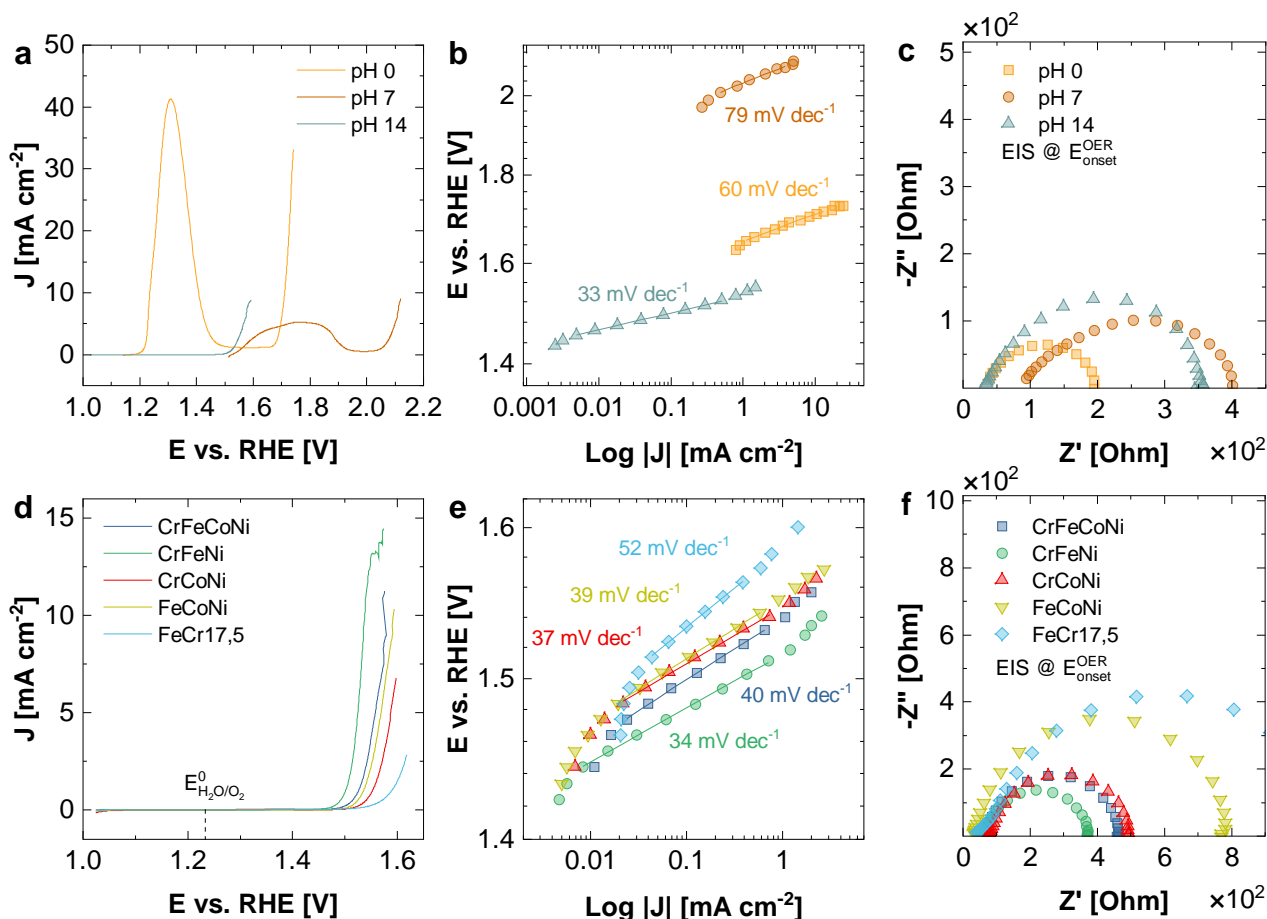 a
50
40
30
20
10
0
J [mA cm-2]
1.0 1.2 1.4 1.6 1.8 2.0 2.2
E vs. RHE [V]
pH 0
pH 7
pH 14
b
2
1.8
1.6
1.4
E vs. RHE [V]
79 mV dec-1
60 mV dec-1
33 mV dec-1
0.001 0.01 0.1 1 10
Log |J| [mA cm-2]
c
×10²
5
4
3
2
1
0
-Z'' [Ohm]
pH 0
pH 7
pH 14
EIS @ E OER onset
0 1 2 3 4
Z' [Ohm] ×10²
d
15
10
5
0
J [mA cm-2]
CrFeCoNi
CrFeNi
CrCoNi
FeCoNi
FeCr17,5
E0 H2O/O2
1.0 1.2 1.4 1.6
E vs. RHE [V]
e
1.6
1.5
1.4
E vs. RHE [V]
52 mV dec-1
39 mV dec-1
37 mV dec-1
40 mV dec-1
34 mV dec-1
0.01 0.1 1
Log |J| [mA cm-2]
f
×10²
10
8
6
4
2
0
-Z'' [Ohm]
CrFeCoNi
CrFeNi
CrCoNi
FeCoNi
FeCr17,5
EIS @ E OER onset
0 2 4 6 8
Z' [Ohm] ×10²